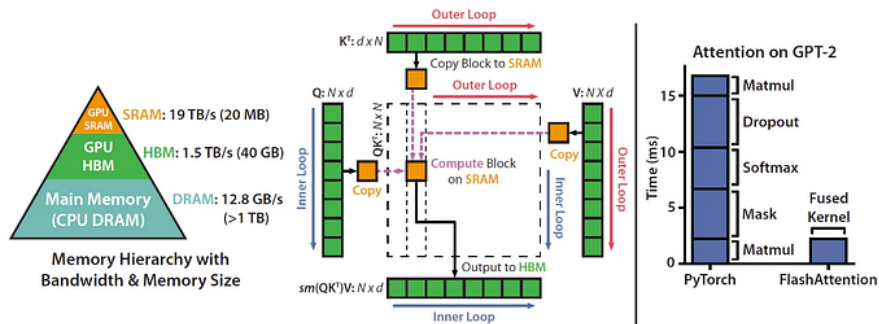 GPU
SRAM
GPU
HBM
Main Memory
(CPU DRAM)
SRAM: 19 TB/s (20 MB)
HBM: 1.5 TB/s (40 GB)
DRAM: 12.8 GB/s
(>1 TB)
Memory Hierarchy with
Bandwidth & Memory Size
Outer Loop
Kᵀ: d x N
Copy Block to SRAM
Outer Loop
Q: N x d
V: N X d
QKᵀ: N x N
Copy
Copy
Compute Block
on SRAM
Inner Loop
Inner Loop
Outer Loop
Output to HBM
sm(QKᵀ)V: N x d
Inner Loop
Attention on GPT-2
Time (ms)
15
10
5
0
Matmul
Dropout
Softmax
Mask
Matmul
Fused
Kernel
PyTorch
FlashAttention